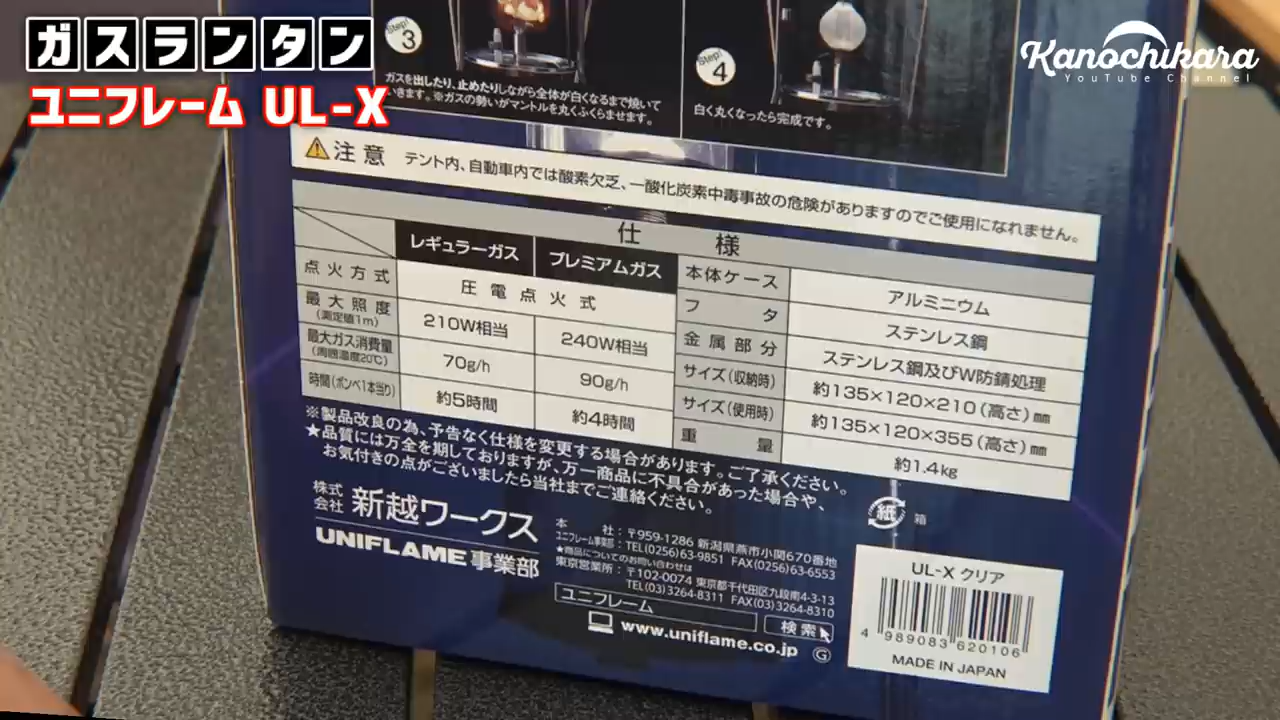 ガスランタン
ユニフレーム UL-X
Kanochikara
YouTube Channel
Step!
3
ガスを出したり、止めたりしながら全体が白くなるまで焼いて
いきます。※ガスの勢いがマントルを丸くふくらませます。
Step!
4
白く丸くなったら完成です。
注意 テント内、自動車内では酸素欠乏、一酸化炭素中毒事故の危険がありますのでご使用になれません。
仕様
レギュラーガス プレミアムガス
点火方式 圧電点火式
最大照度(測定値1m) 210W相当 240W相当
最大ガス消費量(周囲温度20℃) 70g/h 90g/h
時間(ボンベ1本当り) 約5時間 約4時間
本体ケース アルミニウム
フタ ステンレス鋼
金属部分 ステンレス鋼及びW防錆処理
サイズ(収納時) 約135×120×210(高さ)㎜
サイズ(使用時) 約135×120×355(高さ)㎜
重量 約1.4kg
※製品改良の為、予告なく仕様を変更する場合があります。ご了承ください。
★品質には万全を期しておりますが、万一商品に不具合があった場合や、
お気付きの点がございましたら当社までご連絡ください。
株式会社 新越ワークス
UNIFLAME事業部
本社:〒959-1286 新潟県燕市小関670番地
ユニフレーム事業部:TEL(0256)63-9851 FAX(0256)63-6553
★商品についてのお問い合わせは
東京営業所:〒102-0074 東京都千代田区九段南4-3-13
TEL(03)3264-8311 FAX(03)3264-8310
ユニフレーム 検索
www.uniflame.co.jp G
紙 箱
UL-X クリア
4 989083 620106
MADE IN JAPAN